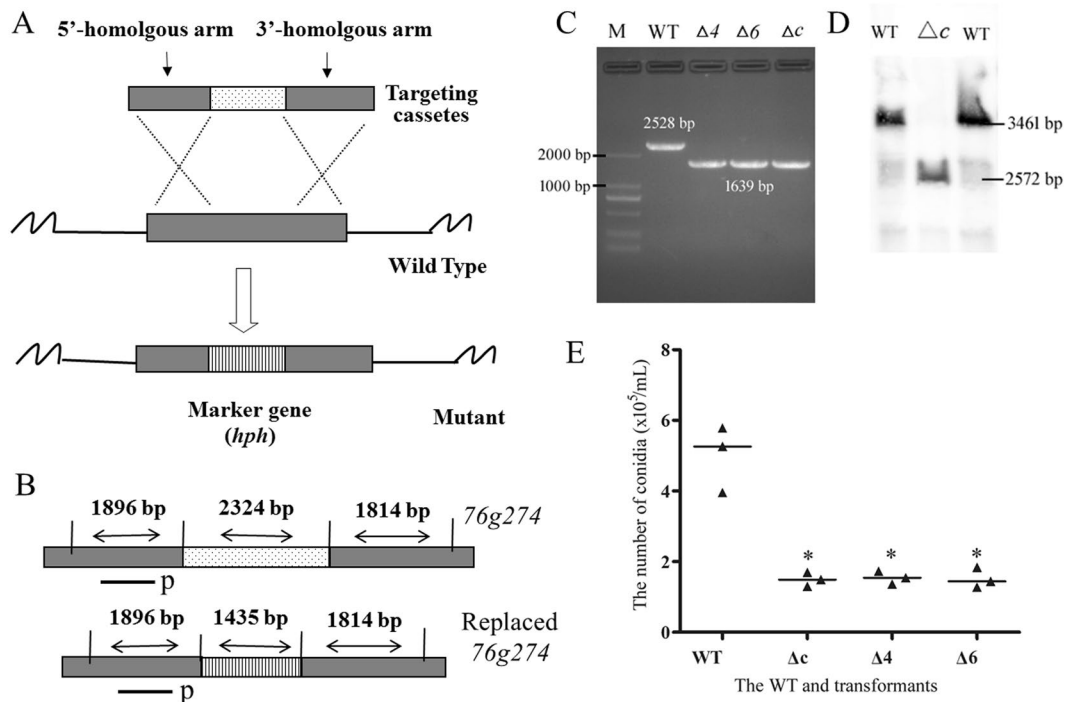 A
5’-homolgous arm
3’-homolgous arm
Targeting
cassetes
Wild Type
Marker gene
(hph)
Mutant
B
1896 bp
2324 bp
1814 bp
76g274
p
1896 bp
1435 bp
1814 bp
Replaced
76g274
p
C
M
WT
Δ4
Δ6
Δc
2528 bp
2000 bp
1000 bp
1639 bp
D
WT
△c
WT
3461 bp
2572 bp
E
The number of conidia (x10⁵/mL)
8
6
4
2
0
*
*
*
WT
Δc
Δ4
Δ6
The WT and transformants